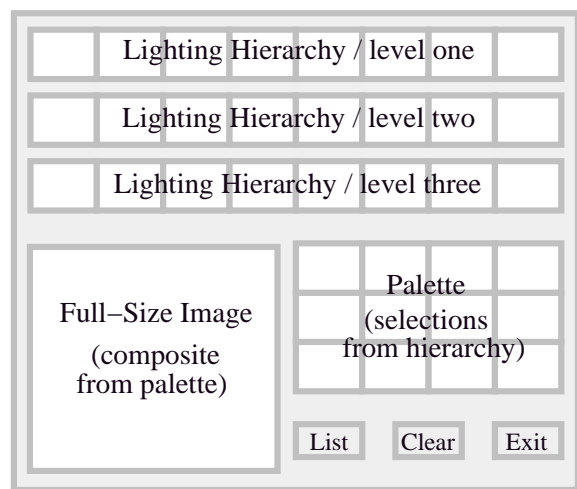 Lighting Hierarchy / level one
Lighting Hierarchy / level two
Lighting Hierarchy / level three
Full−Size Image
(composite
from palette)
Palette
(selections
from hierarchy)
List
Clear
Exit